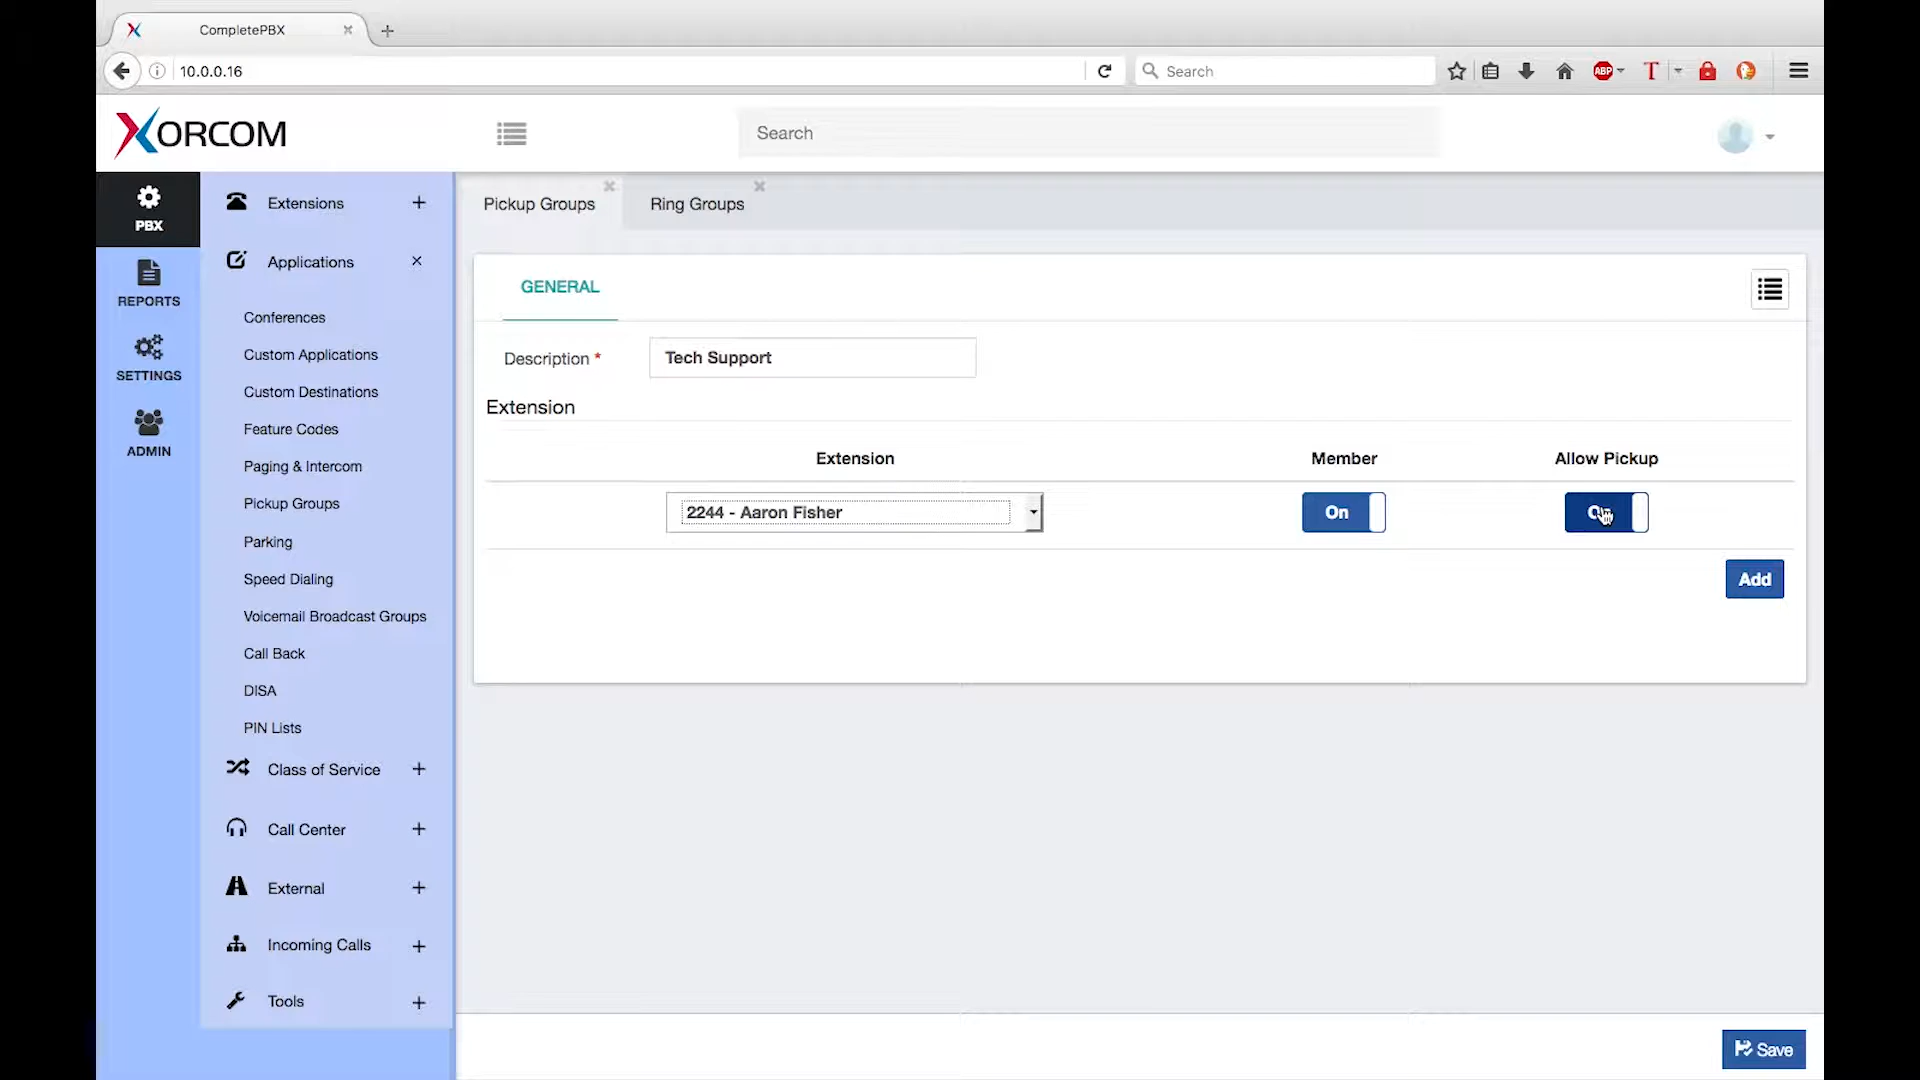 CompletePBX
10.0.0.16
Search
ABP
T
XORCOM
Search
PBX
REPORTS
SETTINGS
ADMIN
Extensions
Applications
Conferences
Custom Applications
Custom Destinations
Feature Codes
Paging & Intercom
Pickup Groups
Parking
Speed Dialing
Voicemail Broadcast Groups
Call Back
DISA
PIN Lists
Class of Service
Call Center
External
Incoming Calls
Tools
Pickup Groups
Ring Groups
GENERAL
Description *
Tech Support
Extension
Extension Member Allow Pickup
2244 - Aaron Fisher
On
Add
Save